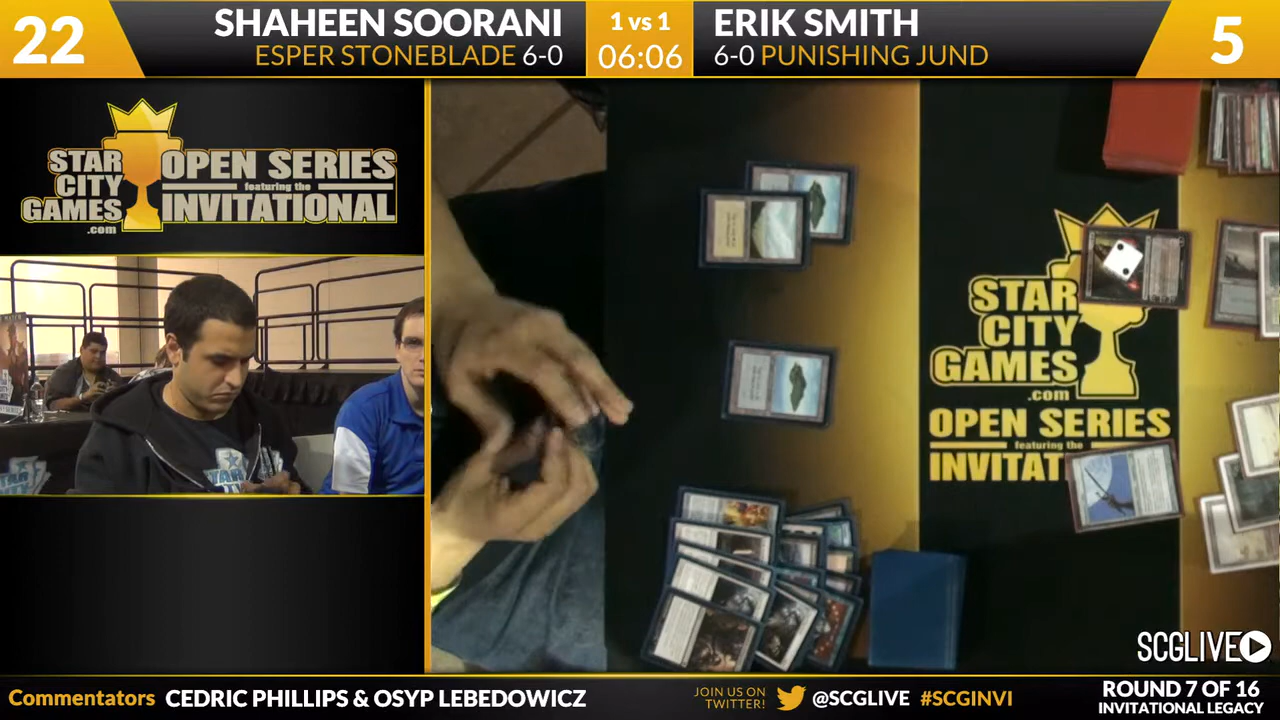 22
SHAHEEN SOORANI
ESPER STONEBLADE 6-0
1 vs 1
06:06
ERIK SMITH
6-0 PUNISHING JUND
5
STAR CITY GAMES .com
OPEN SERIES
featuring the
INVITATIONAL
STAR
CITY
GAMES
.com
OPEN SERIES
featuring the
INVITAT
SCGLIVE
Commentators CEDRIC PHILLIPS & OSYP LEBEDOWICZ
JOIN US ON
TWITTER!
@SCGLIVE #SCGINVI
ROUND 7 OF 16
INVITATIONAL LEGACY